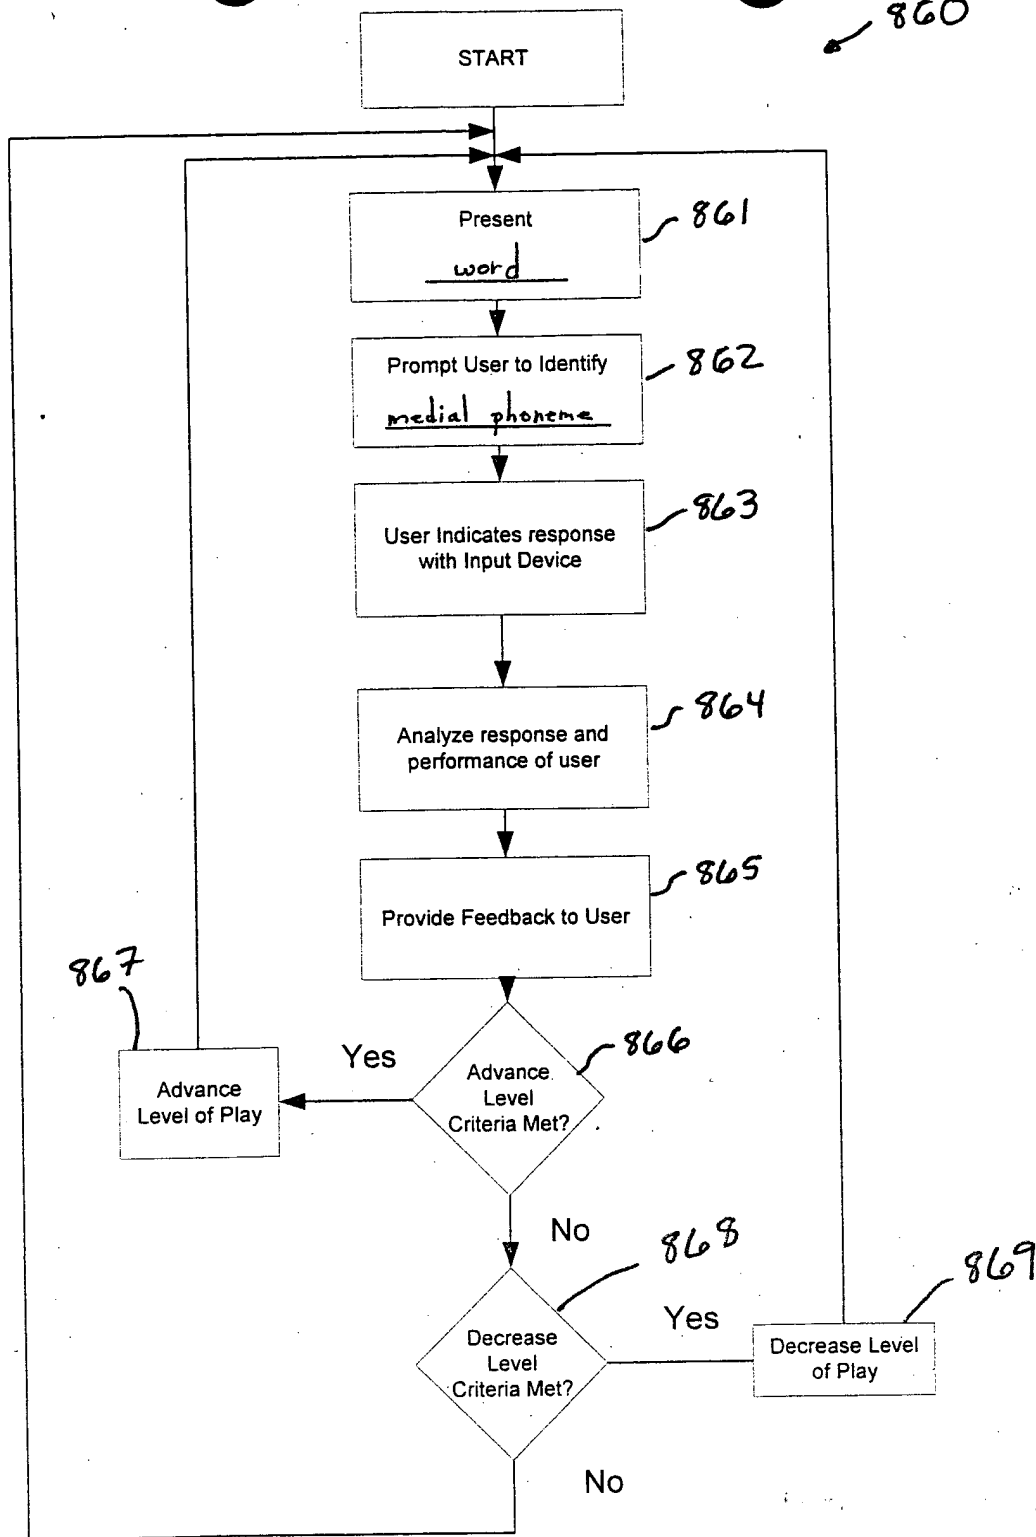 860
START
Present
861
word
Prompt User to Identify
862
medial phoneme
User Indicates response
with Input Device
863
Analyze response and
performance of user
864
Provide Feedback to User
865
867
Advance
Level of Play
Yes
Advance
Level
Criteria Met?
866
No
868
Decrease
Level
Criteria Met?
Yes
869
Decrease Level
of Play
No